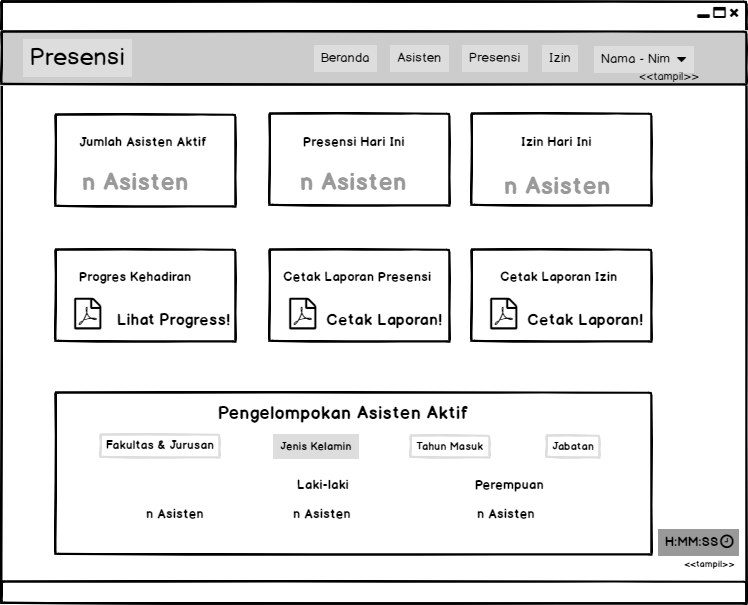 Presensi
Beranda Asisten Presensi Izin Nama - Nim
<<tampil>>
Jumlah Asisten Aktif Presensi Hari Ini Izin Hari Ini
n Asisten n Asisten n Asisten
Progres Kehadiran Cetak Laporan Presensi Cetak Laporan Izin
Lihat Progress! Cetak Laporan! Cetak Laporan!
Pengelompokan Asisten Aktif
Fakultas & Jurusan Jenis Kelamin Tahun Masuk Jabatan
Laki-laki Perempuan
n Asisten n Asisten n Asisten
H:MM:SS
<<tampil>>